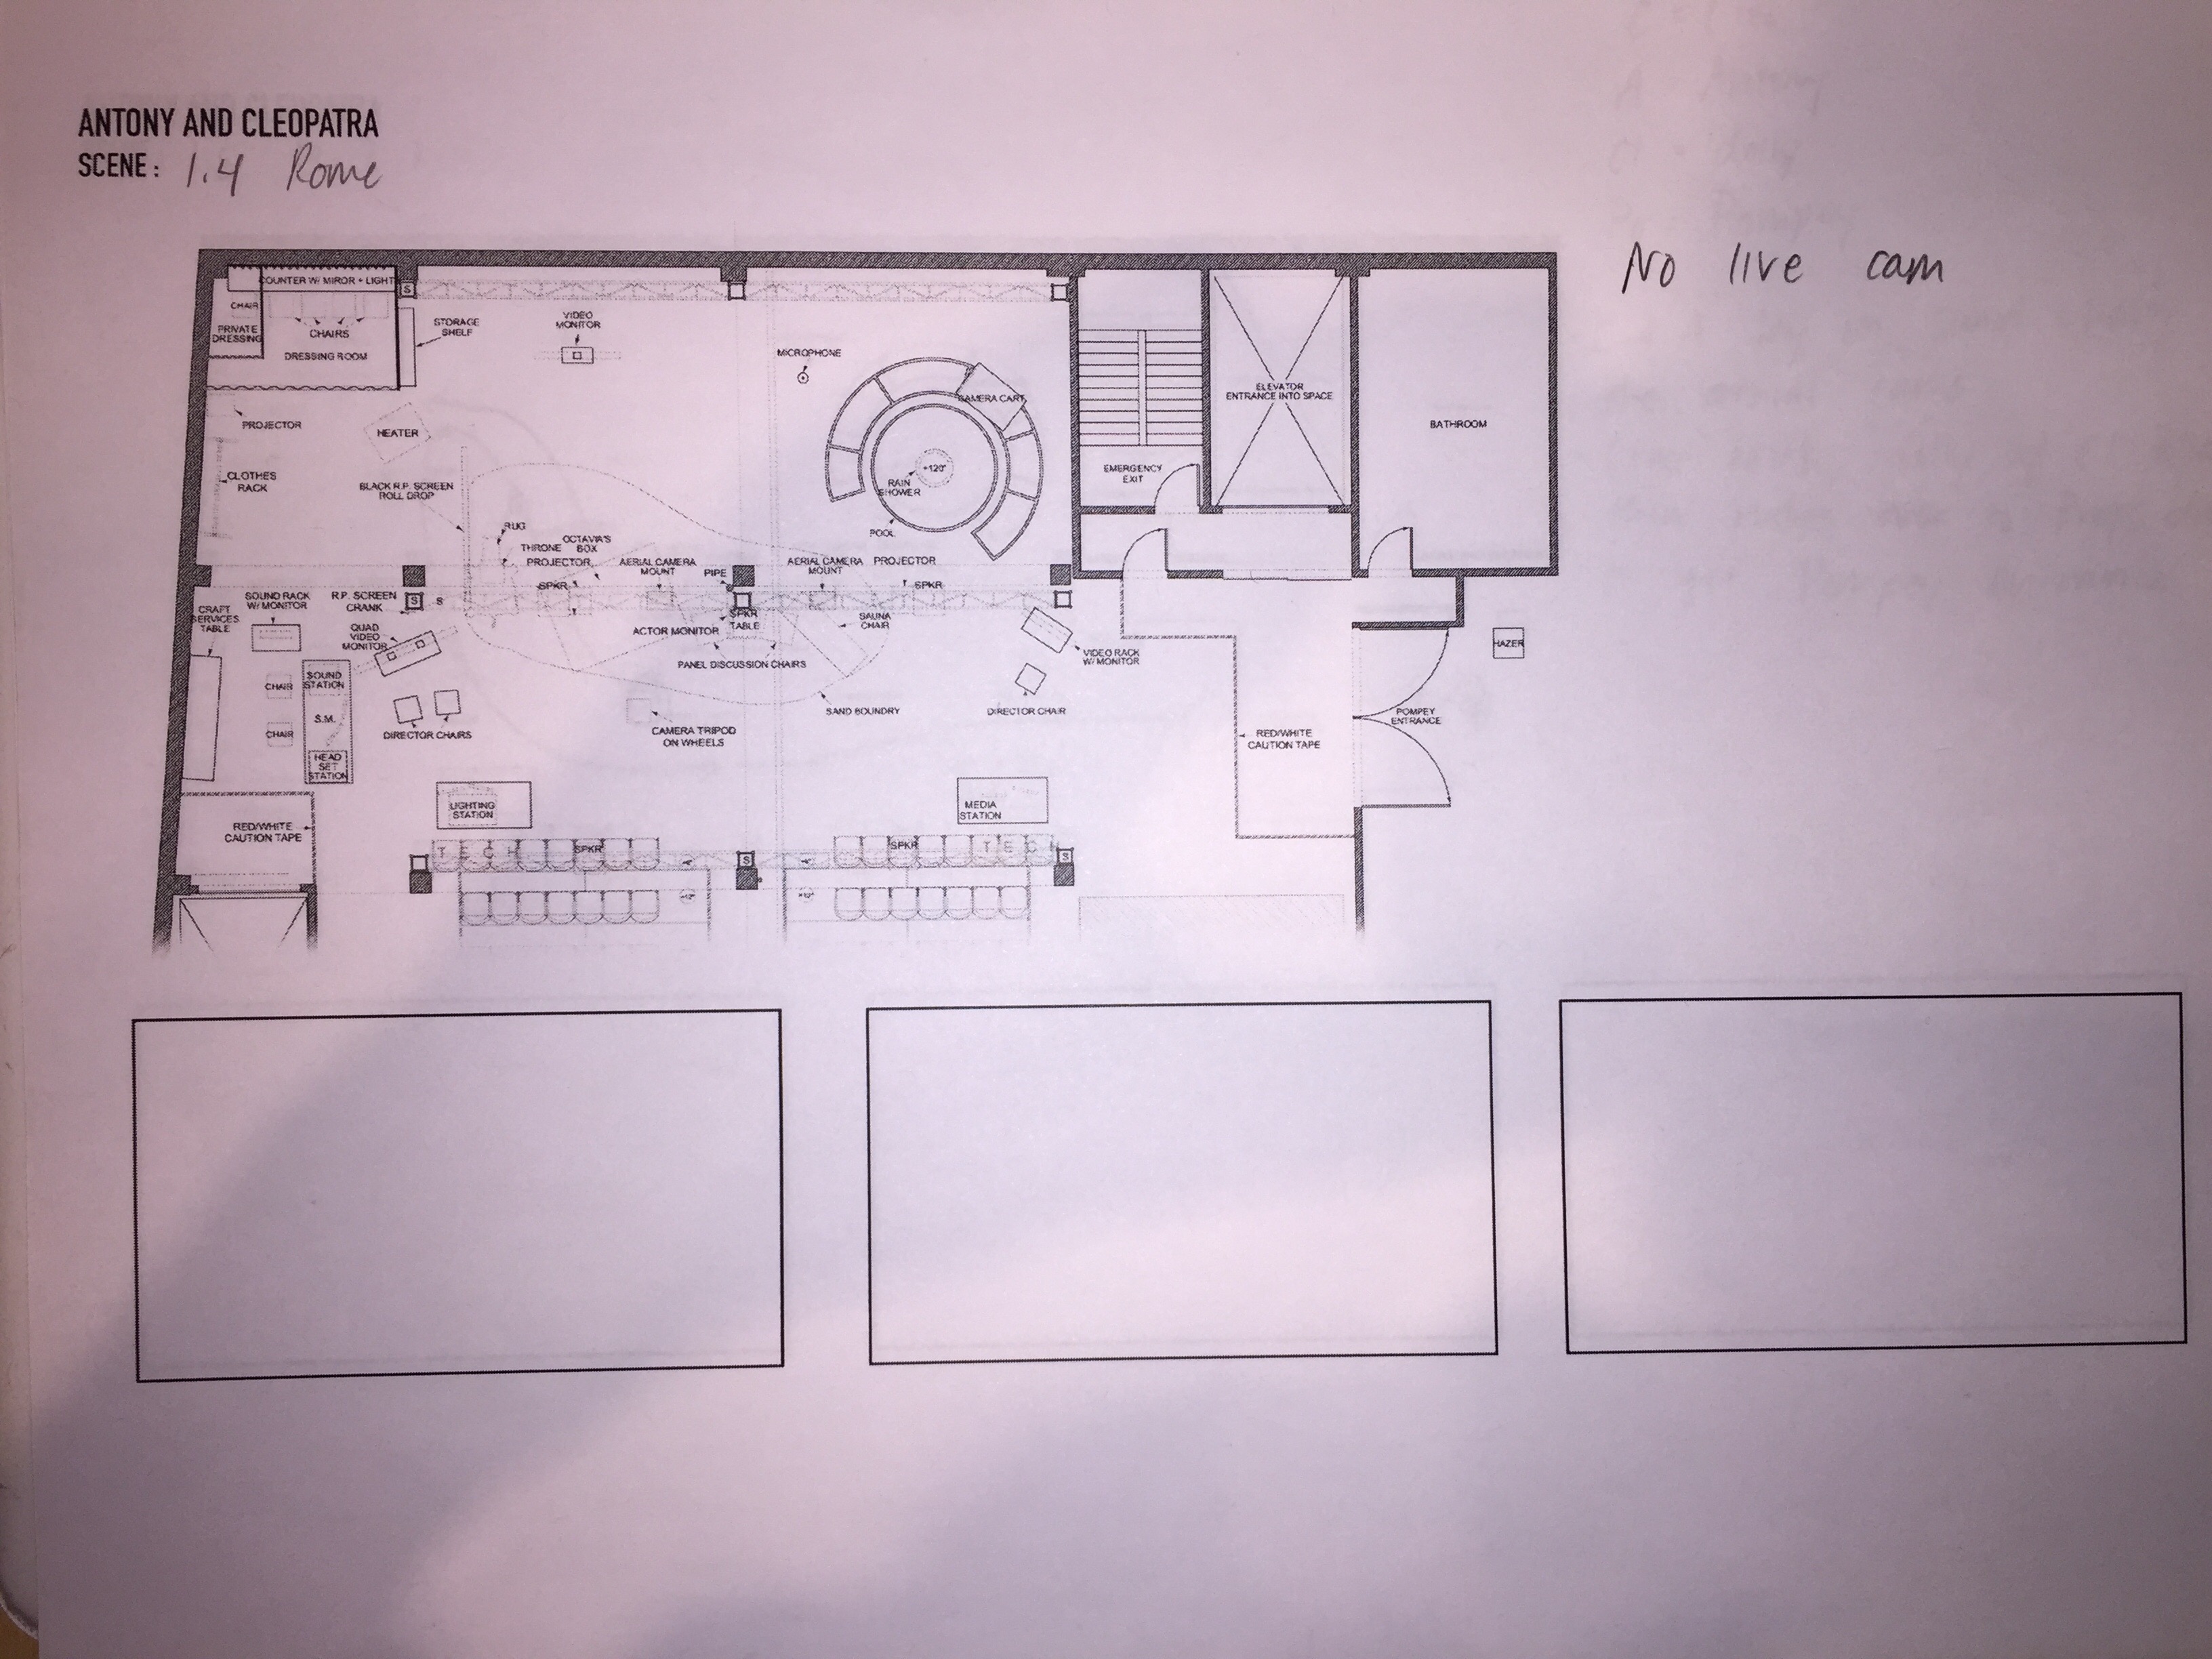 ANTONY AND CLEOPATRA
SCENE: 1.4 Rome
No live cam
COUNTER W/ MIROR + LIGHT
CHAIR
PRIVATE
DRESSING
CHAIRS
DRESSING ROOM
S
STORAGE
SHELF
VIDEO
MONITOR
MICROPHONE
CAMERA CART
ELEVATOR
ENTRANCE INTO SPACE
BATHROOM
PROJECTOR
HEATER
CLOTHES
RACK
BLACK R.P. SCREEN
ROLL DROP
+120"
RAIN
SHOWER
POOL
EMERGENCY
EXIT
RUG
THRONE
OCTAVIA'S
BOX
PROJECTOR
SPKR
AERIAL CAMERA
MOUNT
PIPE
AERIAL CAMERA
MOUNT
PROJECTOR
SPKR
CRAFT
SERVICES
TABLE
SOUND RACK
W/ MONITOR
R.P. SCREEN
CRANK
S
S
QUAD
VIDEO
MONITOR
SPKR
TABLE
ACTOR MONITOR
SAUNA
CHAIR
PANEL DISCUSSION CHAIRS
VIDEO RACK
W/ MONITOR
HAZER
CHAIR
SOUND
STATION
S.M.
CHAIR
HEAD
SET
STATION
DIRECTOR CHAIRS
CAMERA TRIPOD
ON WHEELS
SAND BOUNDRY
DIRECTOR CHAIR
POMPEY
ENTRANCE
RED/WHITE
CAUTION TAPE
LIGHTING
STATION
MEDIA
STATION
RED/WHITE
CAUTION TAPE
TECH
SPKR
S
SPKR
TECH
S